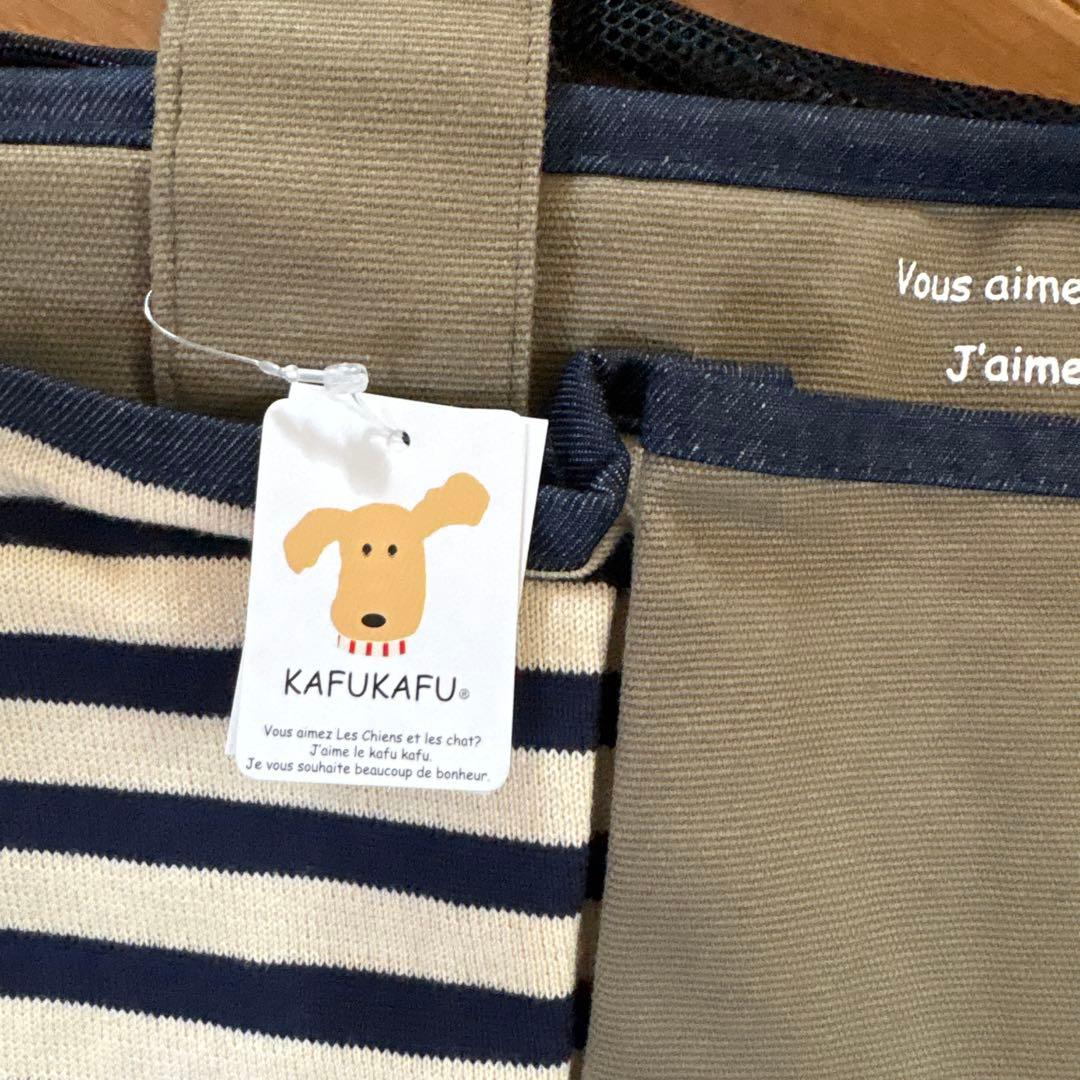 Vous aime
J'aime
KAFUKAFU®
Vous aimez Les Chiens et les chat?
J'aime le kafu kafu.
Je vous souhaite beaucoup de bonheur.